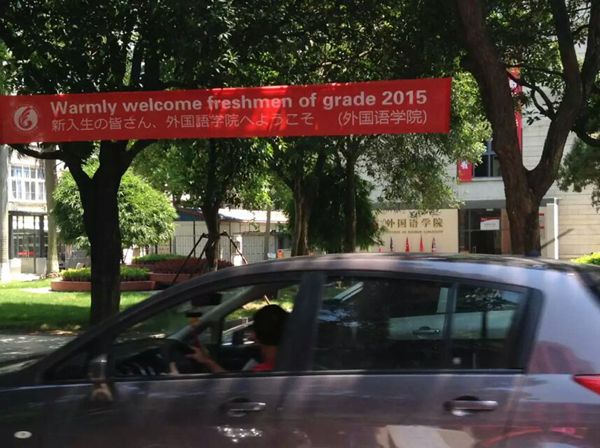 Warmly welcome freshmen of grade 2015
新入生の皆さん、外国語学院へようこそ (外国语学院)
外国语学院